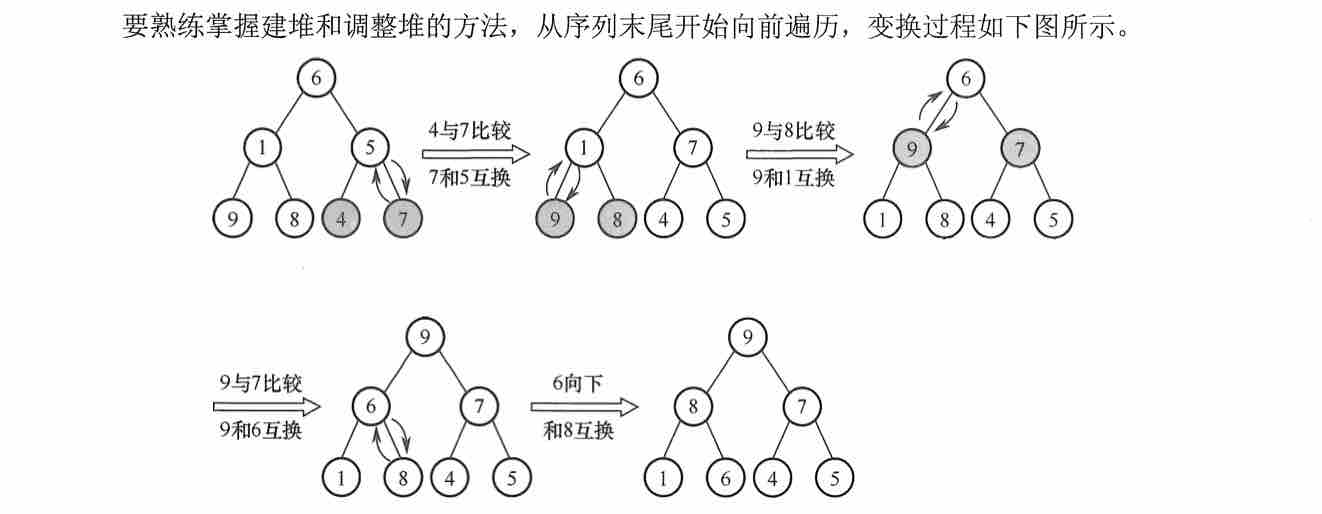 要熟练掌握建堆和调整堆的方法，从序列末尾开始向前遍历，变换过程如下图所示。
6
1 5
9 8 4 7
4与7比较
7和5互换
6
1 7
9 8 4 5
9与8比较
9和1互换
6
9 7
1 8 4 5
9与7比较
9和6互换
9
6 7
1 8 4 5
6向下
和8互换
9
8 7
1 6 4 5